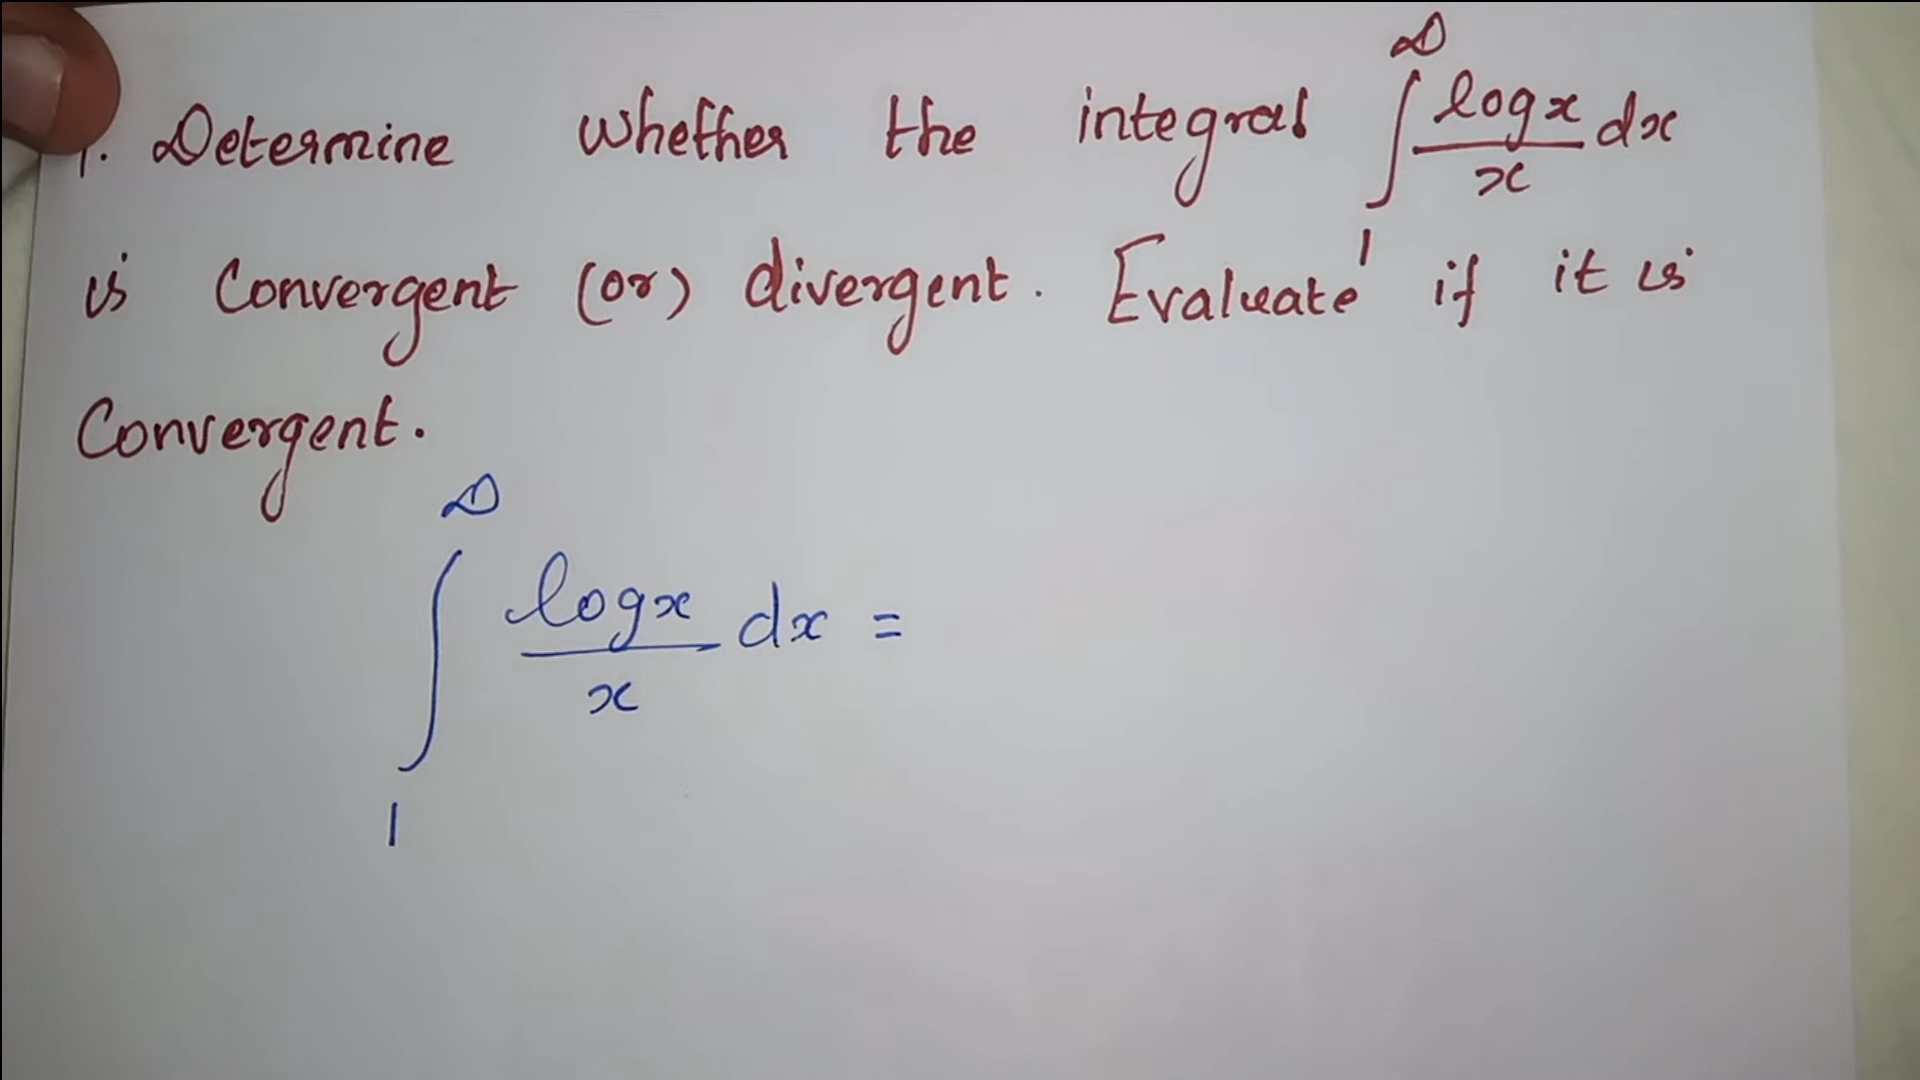 1. Determine whether the integral ∫₁^∞ log x / x dx
is Convergent (or) divergent. Evaluate if it is
Convergent.
∫₁^∞ log x / x dx =